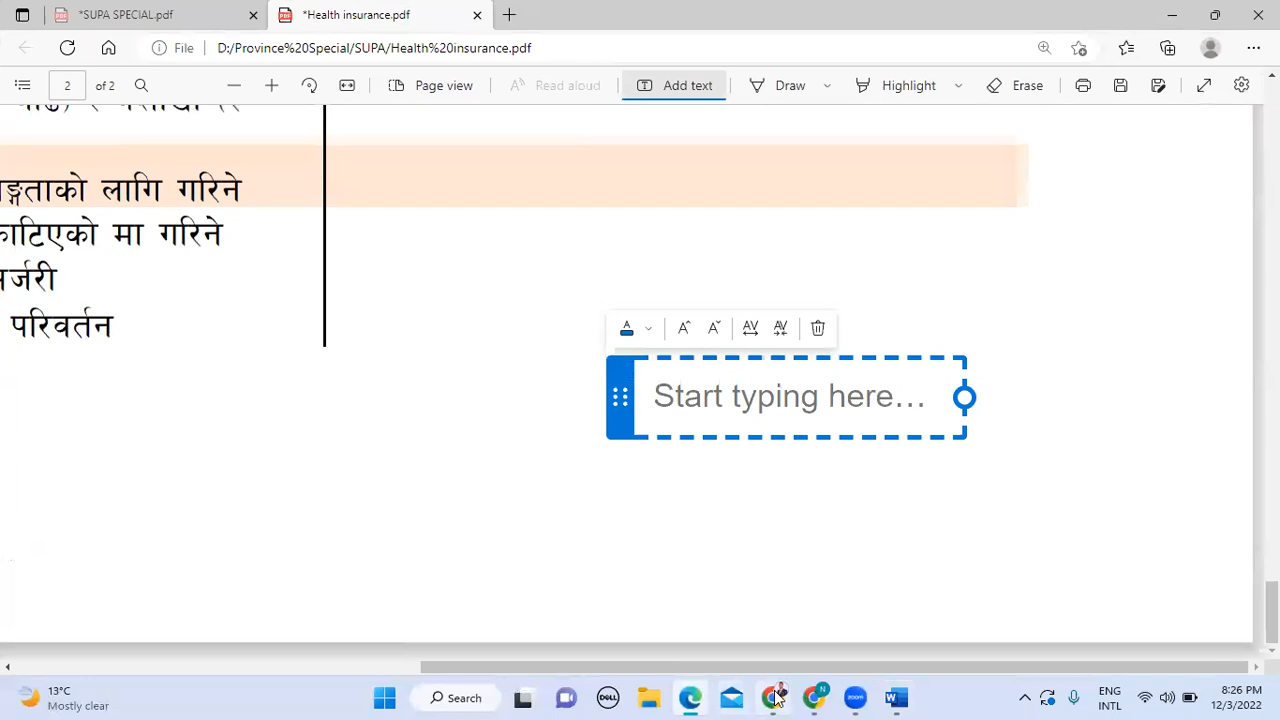 *SUPA SPECIAL.pdf
*Health insurance.pdf
File D:/Province%20Special/SUPA/Health%20insurance.pdf
2 of 2 Page view Read aloud Add text Draw Highlight Erase
ङ्गताको लागि गरिने
काटिएको मा गरिने
र्जरी
परिवर्तन
Start typing here...
13°C
Mostly clear
Search
DELL
N
zoom
ENG
INTL
8:26 PM
12/3/2022